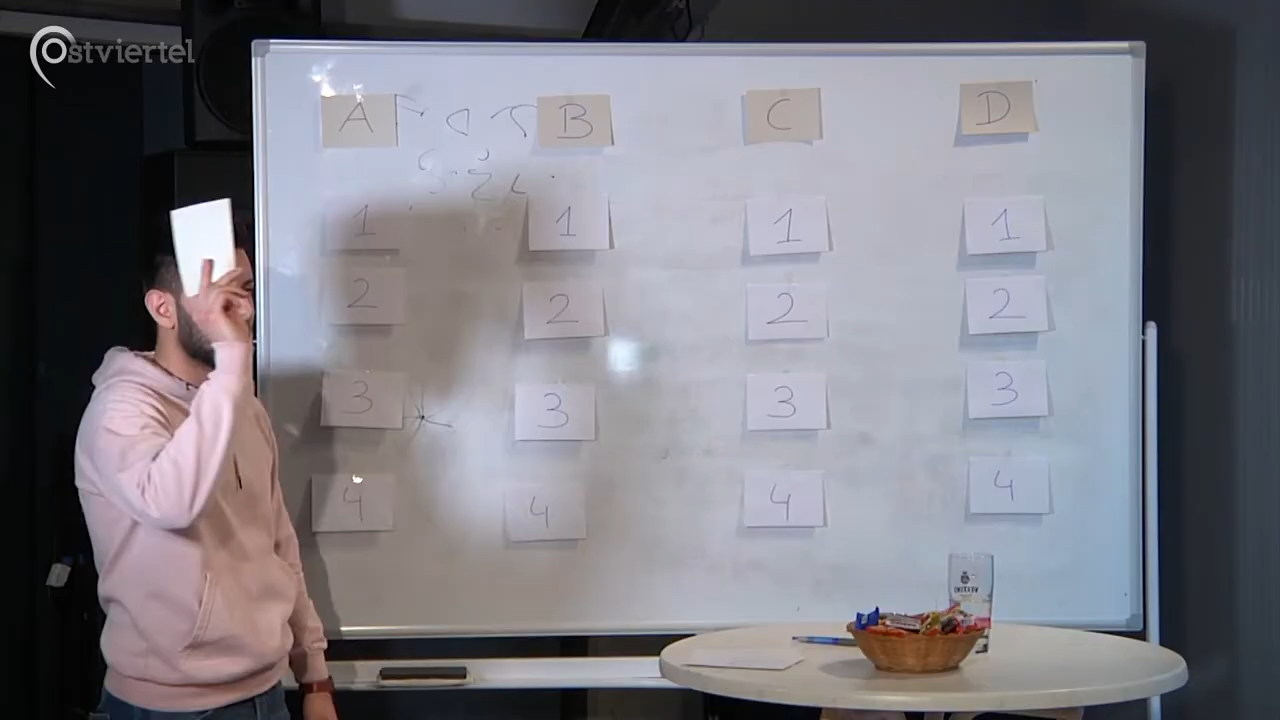 Ostviertel
A B C D
1 1 1 1
2 2 2 2
3 3 3 3
4 4 4 4